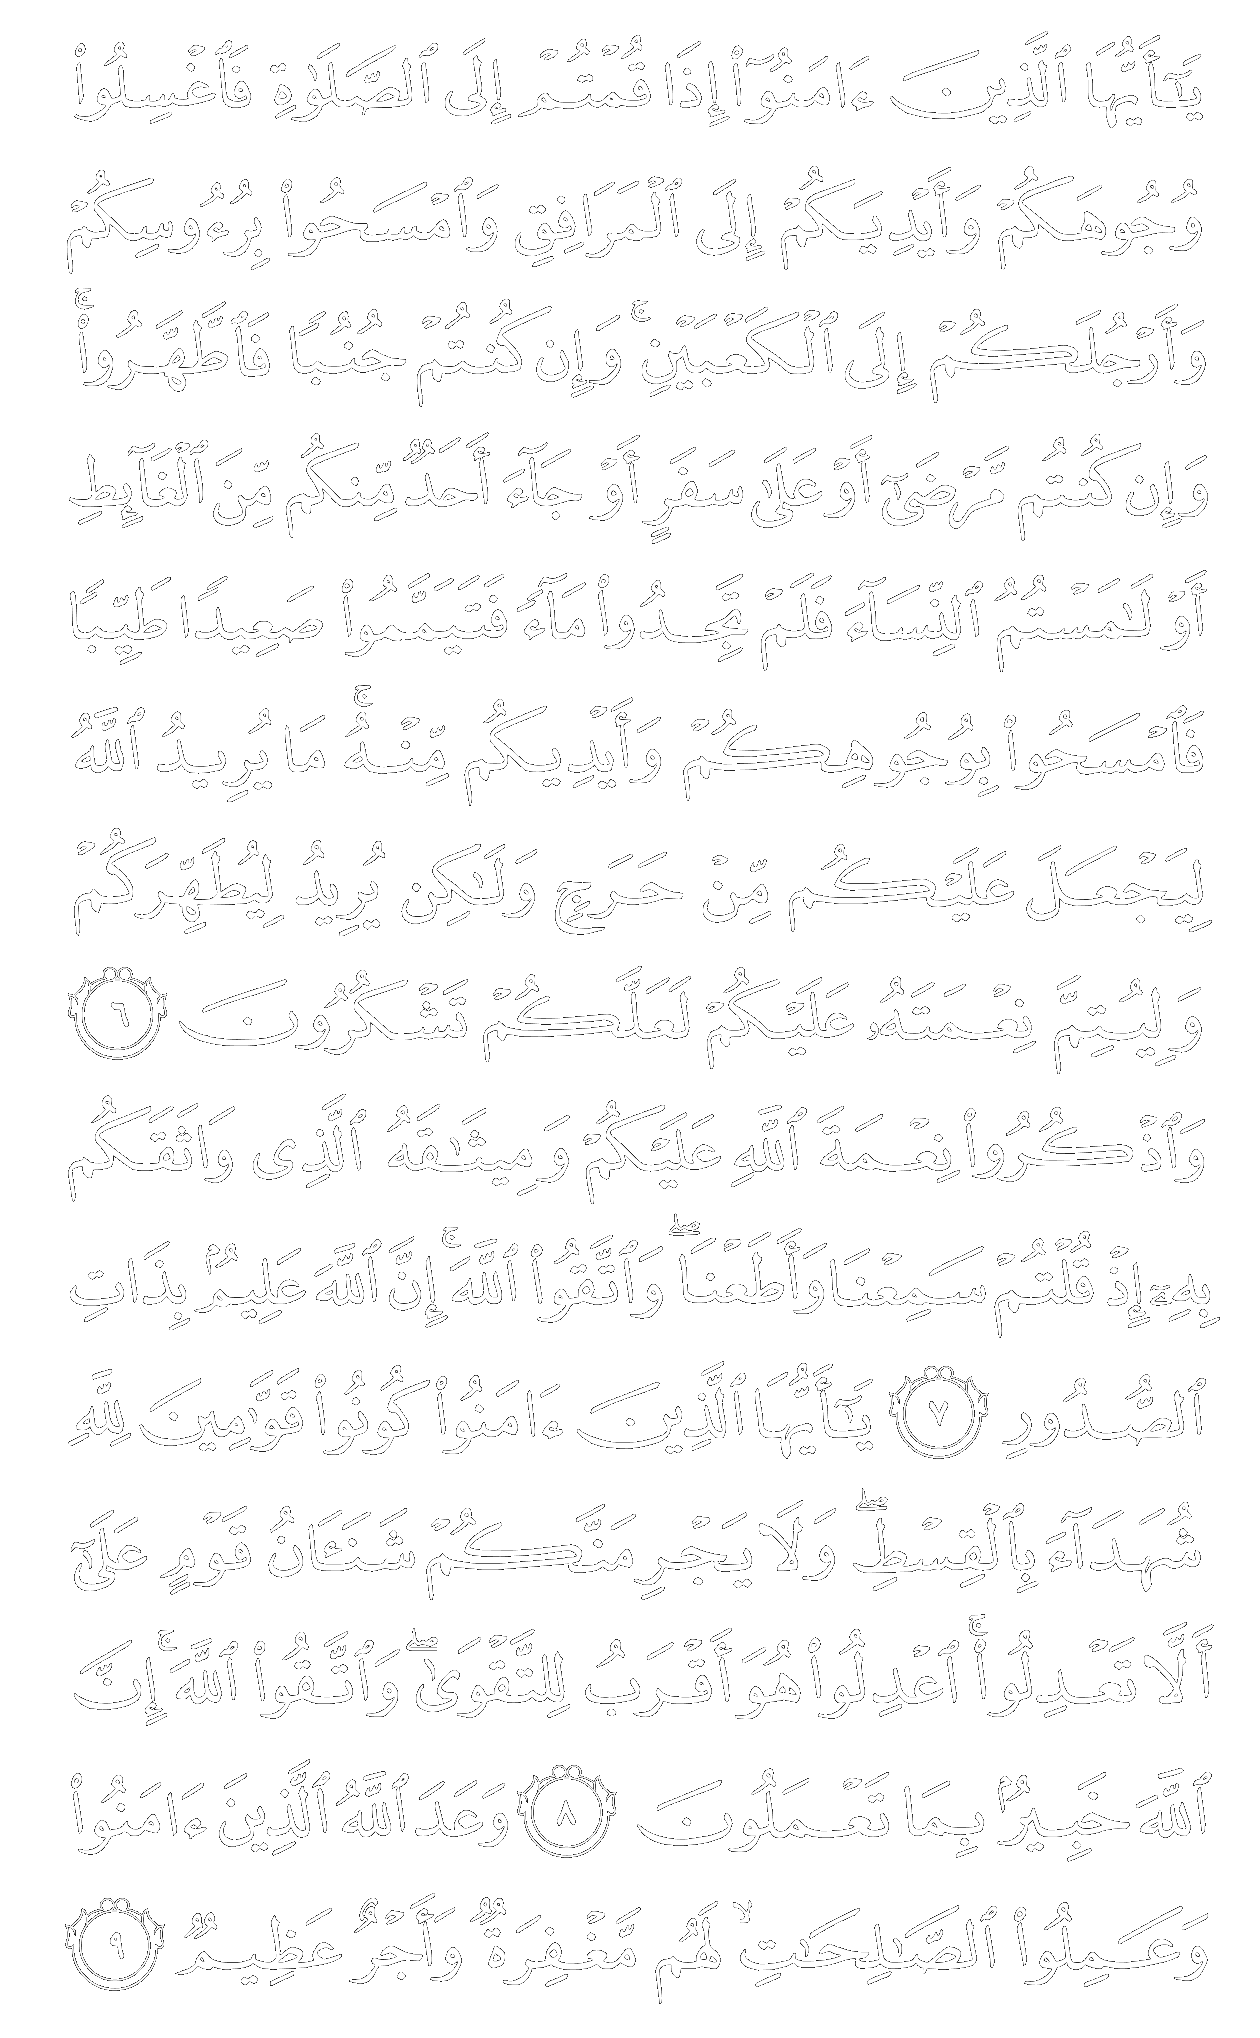 يَـٰٓأَيُّهَا ٱلَّذِينَ ءَامَنُوٓا۟ إِذَا قُمْتُمْ إِلَى ٱلصَّلَوٰةِ فَٱغْسِلُوا۟
وُجُوهَكُمْ وَأَيْدِيَكُمْ إِلَى ٱلْمَرَافِقِ وَٱمْسَحُوا۟ بِرُءُوسِكُمْ
وَأَرْجُلَكُمْ إِلَى ٱلْكَعْبَيْنِ ۚ وَإِن كُنتُمْ جُنُبًا فَٱطَّهَّرُوا۟ ۚ
وَإِن كُنتُم مَّرْضَىٰٓ أَوْ عَلَىٰ سَفَرٍ أَوْ جَآءَ أَحَدٌ مِّنكُم مِّنَ ٱلْغَآئِطِ
أَوْ لَـٰمَسْتُمُ ٱلنِّسَآءَ فَلَمْ تَجِدُوا۟ مَآءً فَتَيَمَّمُوا۟ صَعِيدًا طَيِّبًا
فَٱمْسَحُوا۟ بِوُجُوهِكُمْ وَأَيْدِيكُم مِّنْهُ ۚ مَا يُرِيدُ ٱللَّهُ
لِيَجْعَلَ عَلَيْكُم مِّنْ حَرَجٍ وَلَـٰكِن يُرِيدُ لِيُطَهِّرَكُمْ
وَلِيُتِمَّ نِعْمَتَهُۥ عَلَيْكُمْ لَعَلَّكُمْ تَشْكُرُونَ ٦
وَٱذْكُرُوا۟ نِعْمَةَ ٱللَّهِ عَلَيْكُمْ وَمِيثَـٰقَهُ ٱلَّذِى وَاثَقَكُم
بِهِۦٓ إِذْ قُلْتُمْ سَمِعْنَا وَأَطَعْنَا ۖ وَٱتَّقُوا۟ ٱللَّهَ ۚ إِنَّ ٱللَّهَ عَلِيمٌۢ بِذَاتِ
ٱلصُّدُورِ ٧ يَـٰٓأَيُّهَا ٱلَّذِينَ ءَامَنُوا۟ كُونُوا۟ قَوَّٰمِينَ لِلَّهِ
شُهَدَآءَ بِٱلْقِسْطِ ۖ وَلَا يَجْرِمَنَّكُمْ شَنَـَٔانُ قَوْمٍ عَلَىٰٓ
أَلَّا تَعْدِلُوا۟ ۚ ٱعْدِلُوا۟ هُوَ أَقْرَبُ لِلتَّقْوَىٰ ۖ وَٱتَّقُوا۟ ٱللَّهَ ۚ إِنَّ
ٱللَّهَ خَبِيرٌۢ بِمَا تَعْمَلُونَ ٨ وَعَدَ ٱللَّهُ ٱلَّذِينَ ءَامَنُوا۟
وَعَمِلُوا۟ ٱلصَّـٰلِحَـٰتِ ۙ لَهُم مَّغْفِرَةٌ وَأَجْرٌ عَظِيمٌ ٩